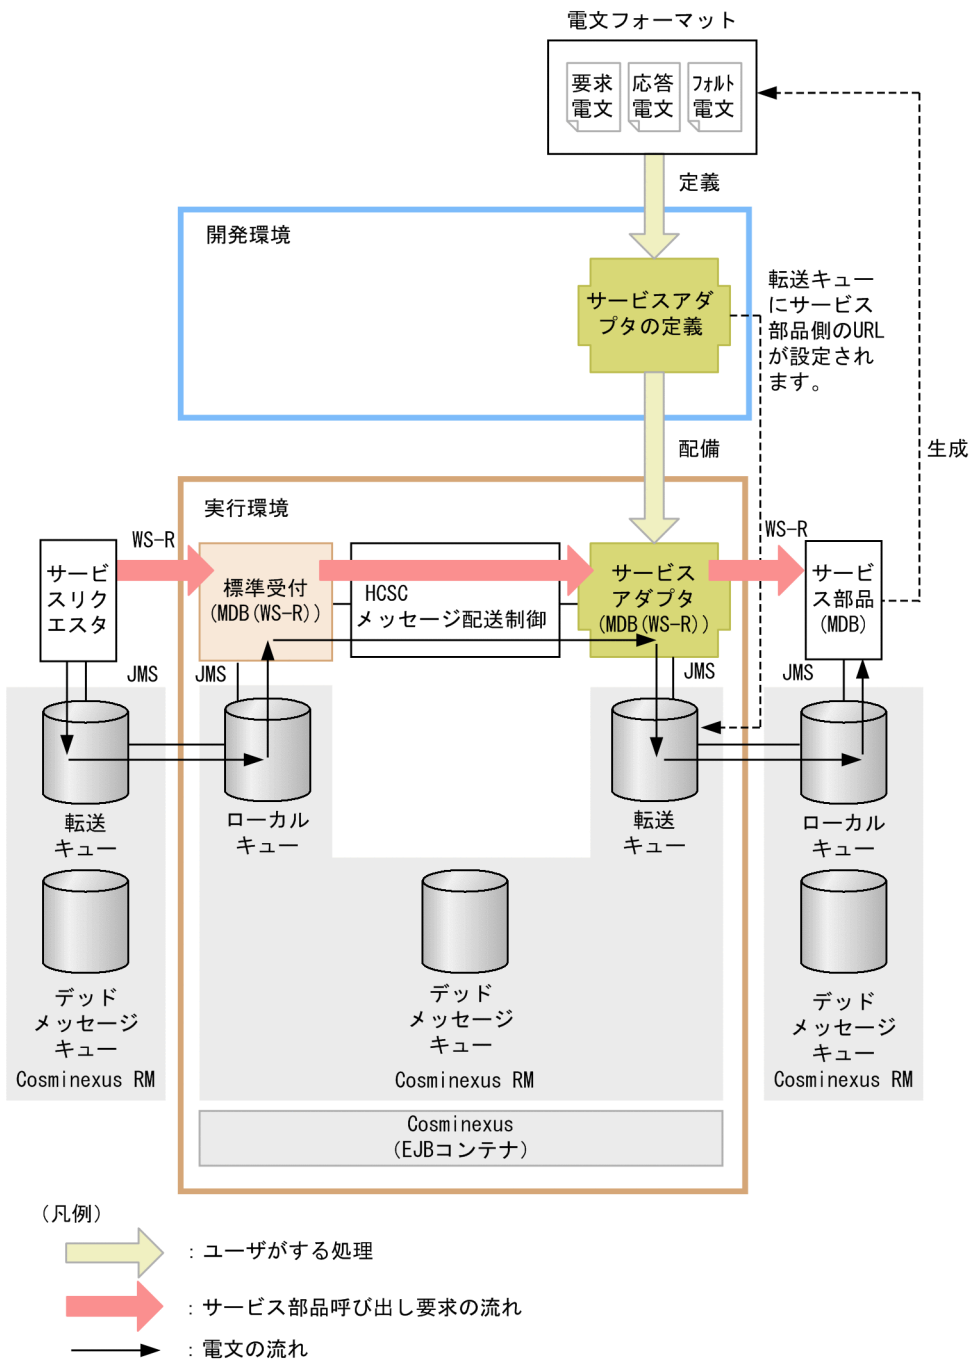 電文フォーマット
要求
電文
応答
電文
フォルト
電文
定義
開発環境
サービスアダ
プタの定義
転送キュー
にサービス
部品側のURL
が設定され
ます。
配備
生成
実行環境
WS-R
WS-R
サービ
スリク
エスタ
標準受付
(MDB(WS-R))
HCSC
メッセージ配送制御
サービス
アダプタ
(MDB(WS-R))
サービ
ス部品
(MDB)
JMS
JMS
JMS
JMS
転送
キュー
ローカル
キュー
転送
キュー
ローカル
キュー
デッド
メッセージ
キュー
デッド
メッセージ
キュー
デッド
メッセージ
キュー
Cosminexus RM
Cosminexus RM
Cosminexus RM
Cosminexus
(EJBコンテナ)
(凡例)
:ユーザがする処理
:サービス部品呼び出し要求の流れ
:電文の流れ